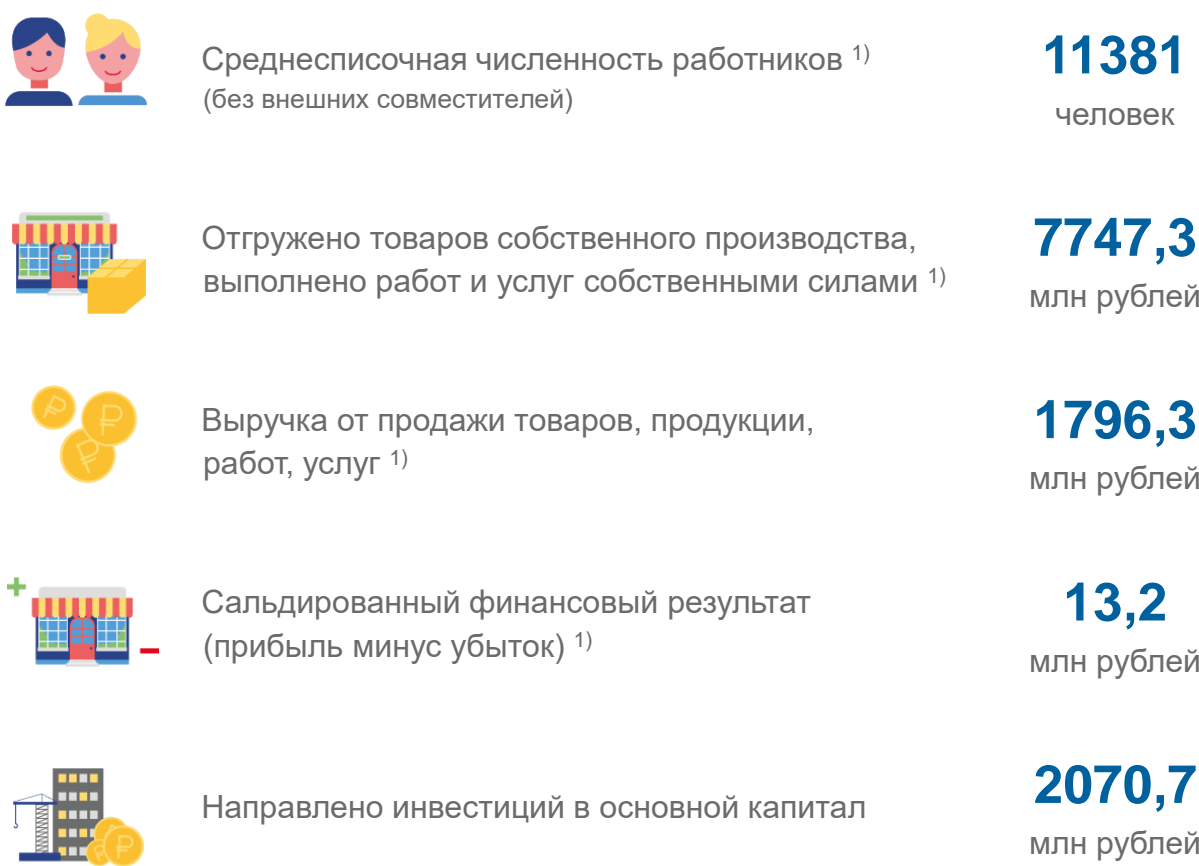 Среднесписочная численность работников 1)
(без внешних совместителей)
11381
человек
Отгружено товаров собственного производства,
выполнено работ и услуг собственными силами 1)
7747,3
млн рублей
Выручка от продажи товаров, продукции,
работ, услуг 1)
1796,3
млн рублей
Сальдированный финансовый результат
(прибыль минус убыток) 1)
13,2
млн рублей
Направлено инвестиций в основной капитал
2070,7
млн рублей